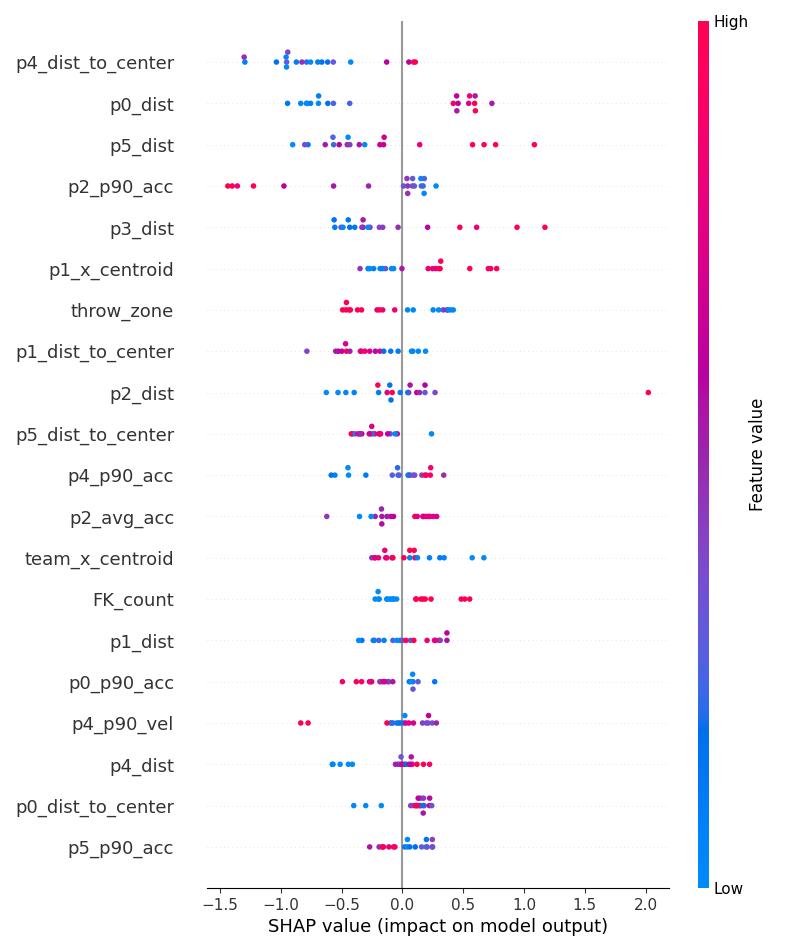 High
p4_dist_to_center
p0_dist
p5_dist
p2_p90_acc
p3_dist
p1_x_centroid
throw_zone
p1_dist_to_center
p2_dist
p5_dist_to_center
p4_p90_acc
p2_avg_acc
team_x_centroid
FK_count
p1_dist
p0_p90_acc
p4_p90_vel
p4_dist
p0_dist_to_center
p5_p90_acc
Feature value
Low
−1.5 −1.0 −0.5 0.0 0.5 1.0 1.5 2.0
SHAP value (impact on model output)